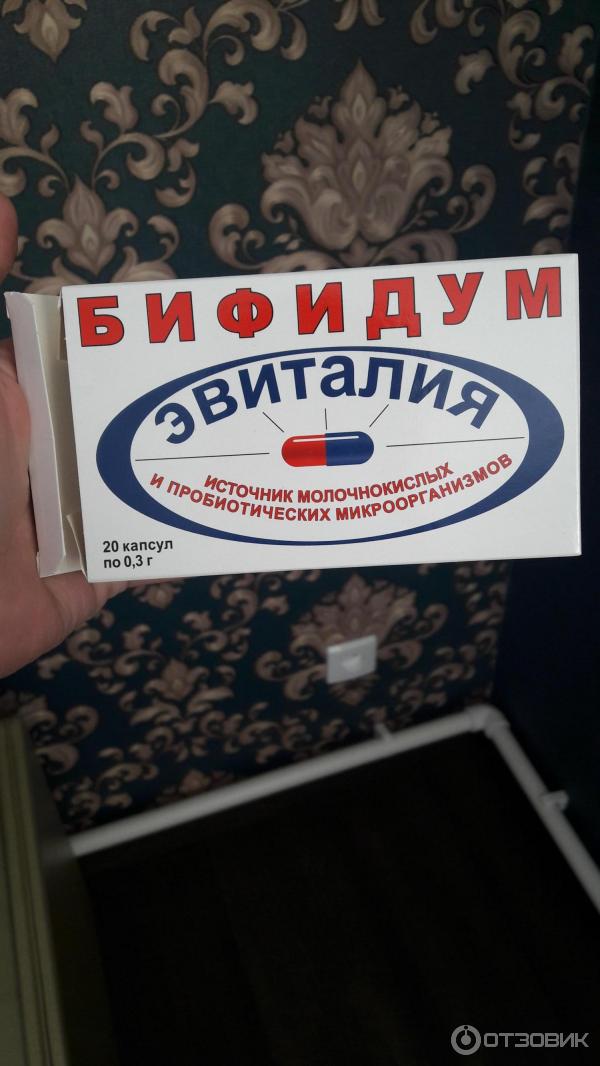 БИФИДУМ
ЭВИТАЛИЯ
ИСТОЧНИК МОЛОЧНОКИСЛЫХ
И ПРОБИОТИЧЕСКИХ МИКРООРГАНИЗМОВ
20 капсул
по 0,3 г
ОТЗОВИК